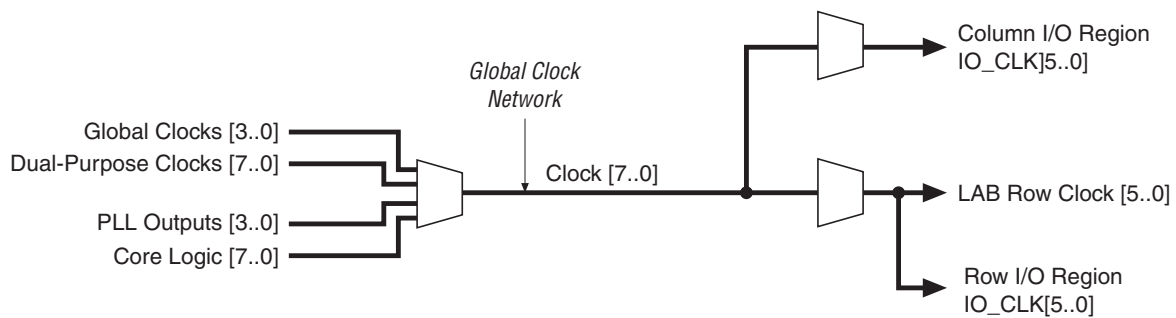 Column I/O Region
IO_CLK]5..0]
Global Clock
Network
Global Clocks [3..0]
Dual-Purpose Clocks [7..0]
PLL Outputs [3..0]
Core Logic [7..0]
Clock [7..0]
LAB Row Clock [5..0]
Row I/O Region
IO_CLK[5..0]